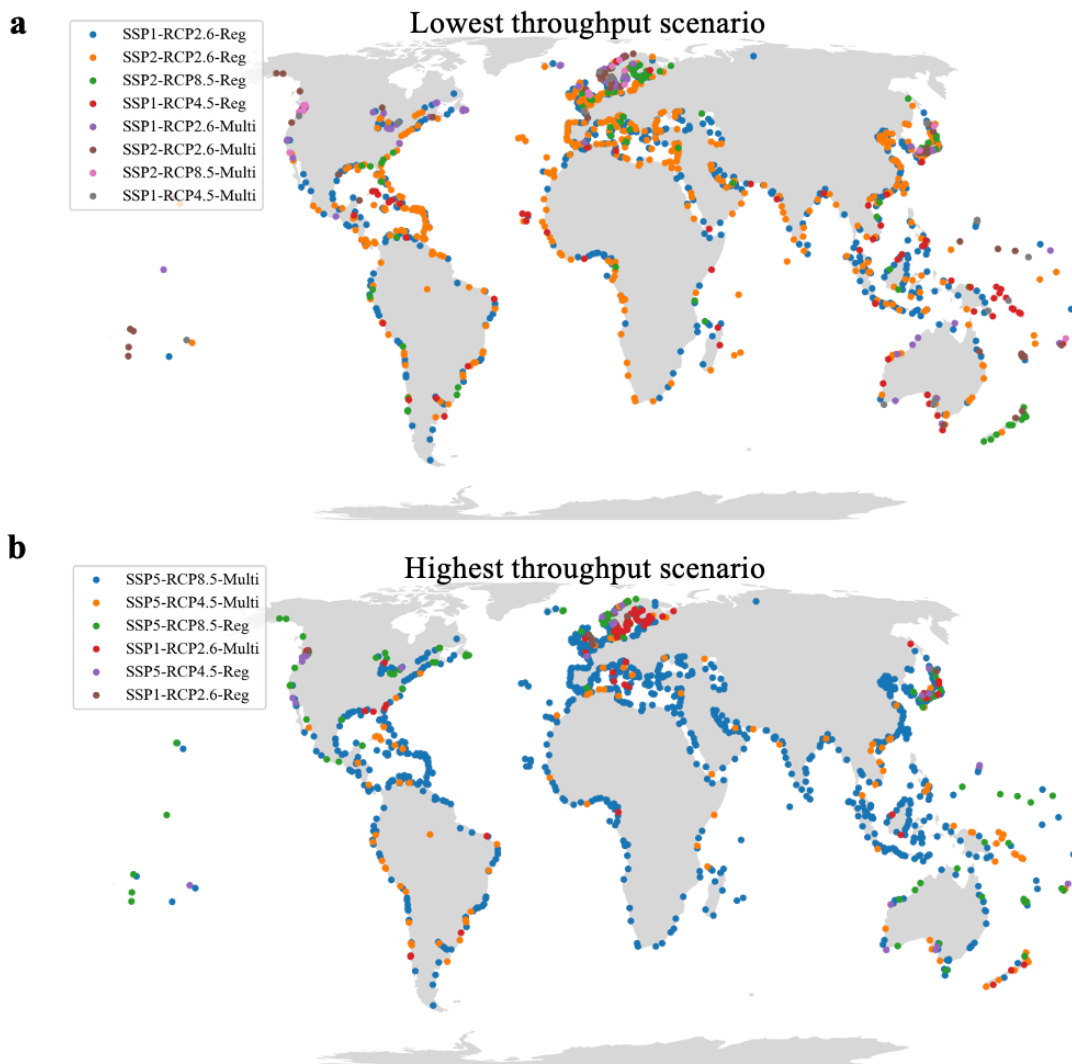 a
Lowest throughput scenario
SSP1-RCP2.6-Reg
SSP2-RCP2.6-Reg
SSP2-RCP8.5-Reg
SSP1-RCP4.5-Reg
SSP1-RCP2.6-Multi
SSP2-RCP2.6-Multi
SSP2-RCP8.5-Multi
SSP1-RCP4.5-Multi
b
Highest throughput scenario
SSP5-RCP8.5-Multi
SSP5-RCP4.5-Multi
SSP5-RCP8.5-Reg
SSP1-RCP2.6-Multi
SSP5-RCP4.5-Reg
SSP1-RCP2.6-Reg